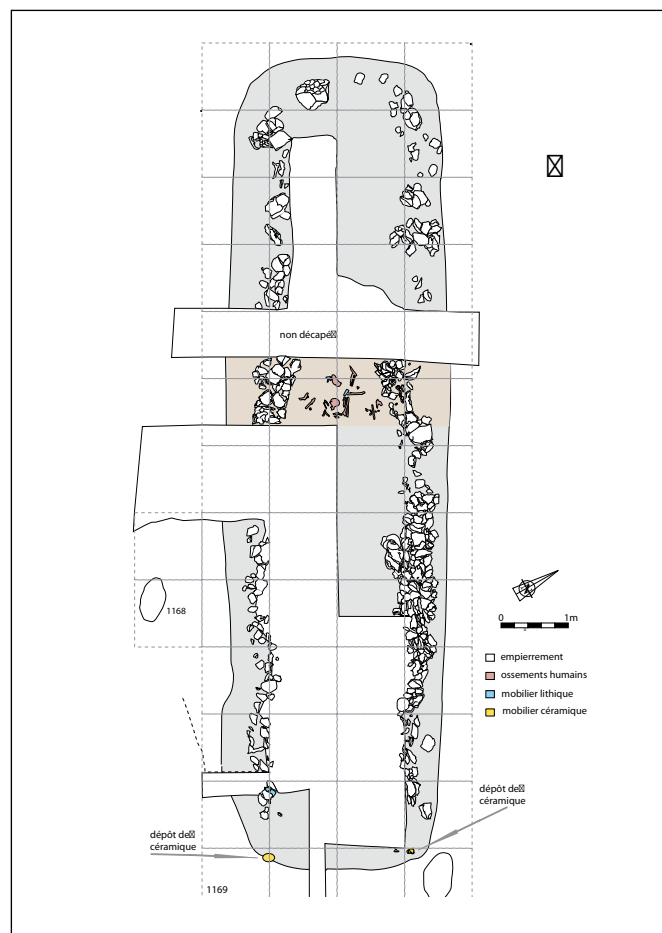 non décapé
1168
0 1m
empierrement
ossements humains
mobilier lithique
mobilier céramique
dépôt de
céramique
dépôt de
céramique
1169